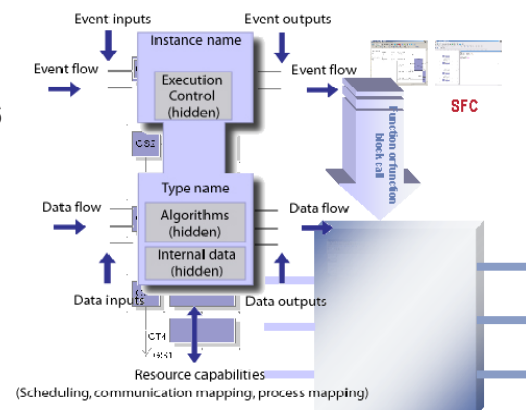 Event inputs
Event outputs
Instance name
Event flow
Event flow
Execution
Control
(hidden)
SFC
Function or function
block call
Type name
Data flow
Algorithms
(hidden)
Data flow
Internal data
(hidden)
Data inputs
Data outputs
Resource capabilities
(Scheduling, communication mapping, process mapping)